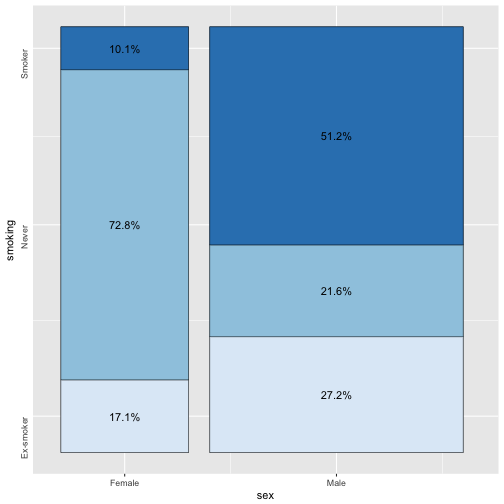 Smoker
10.1%
51.2%
smoking
Never
72.8%
21.6%
27.2%
Ex-smoker
17.1%
Female
Male
sex